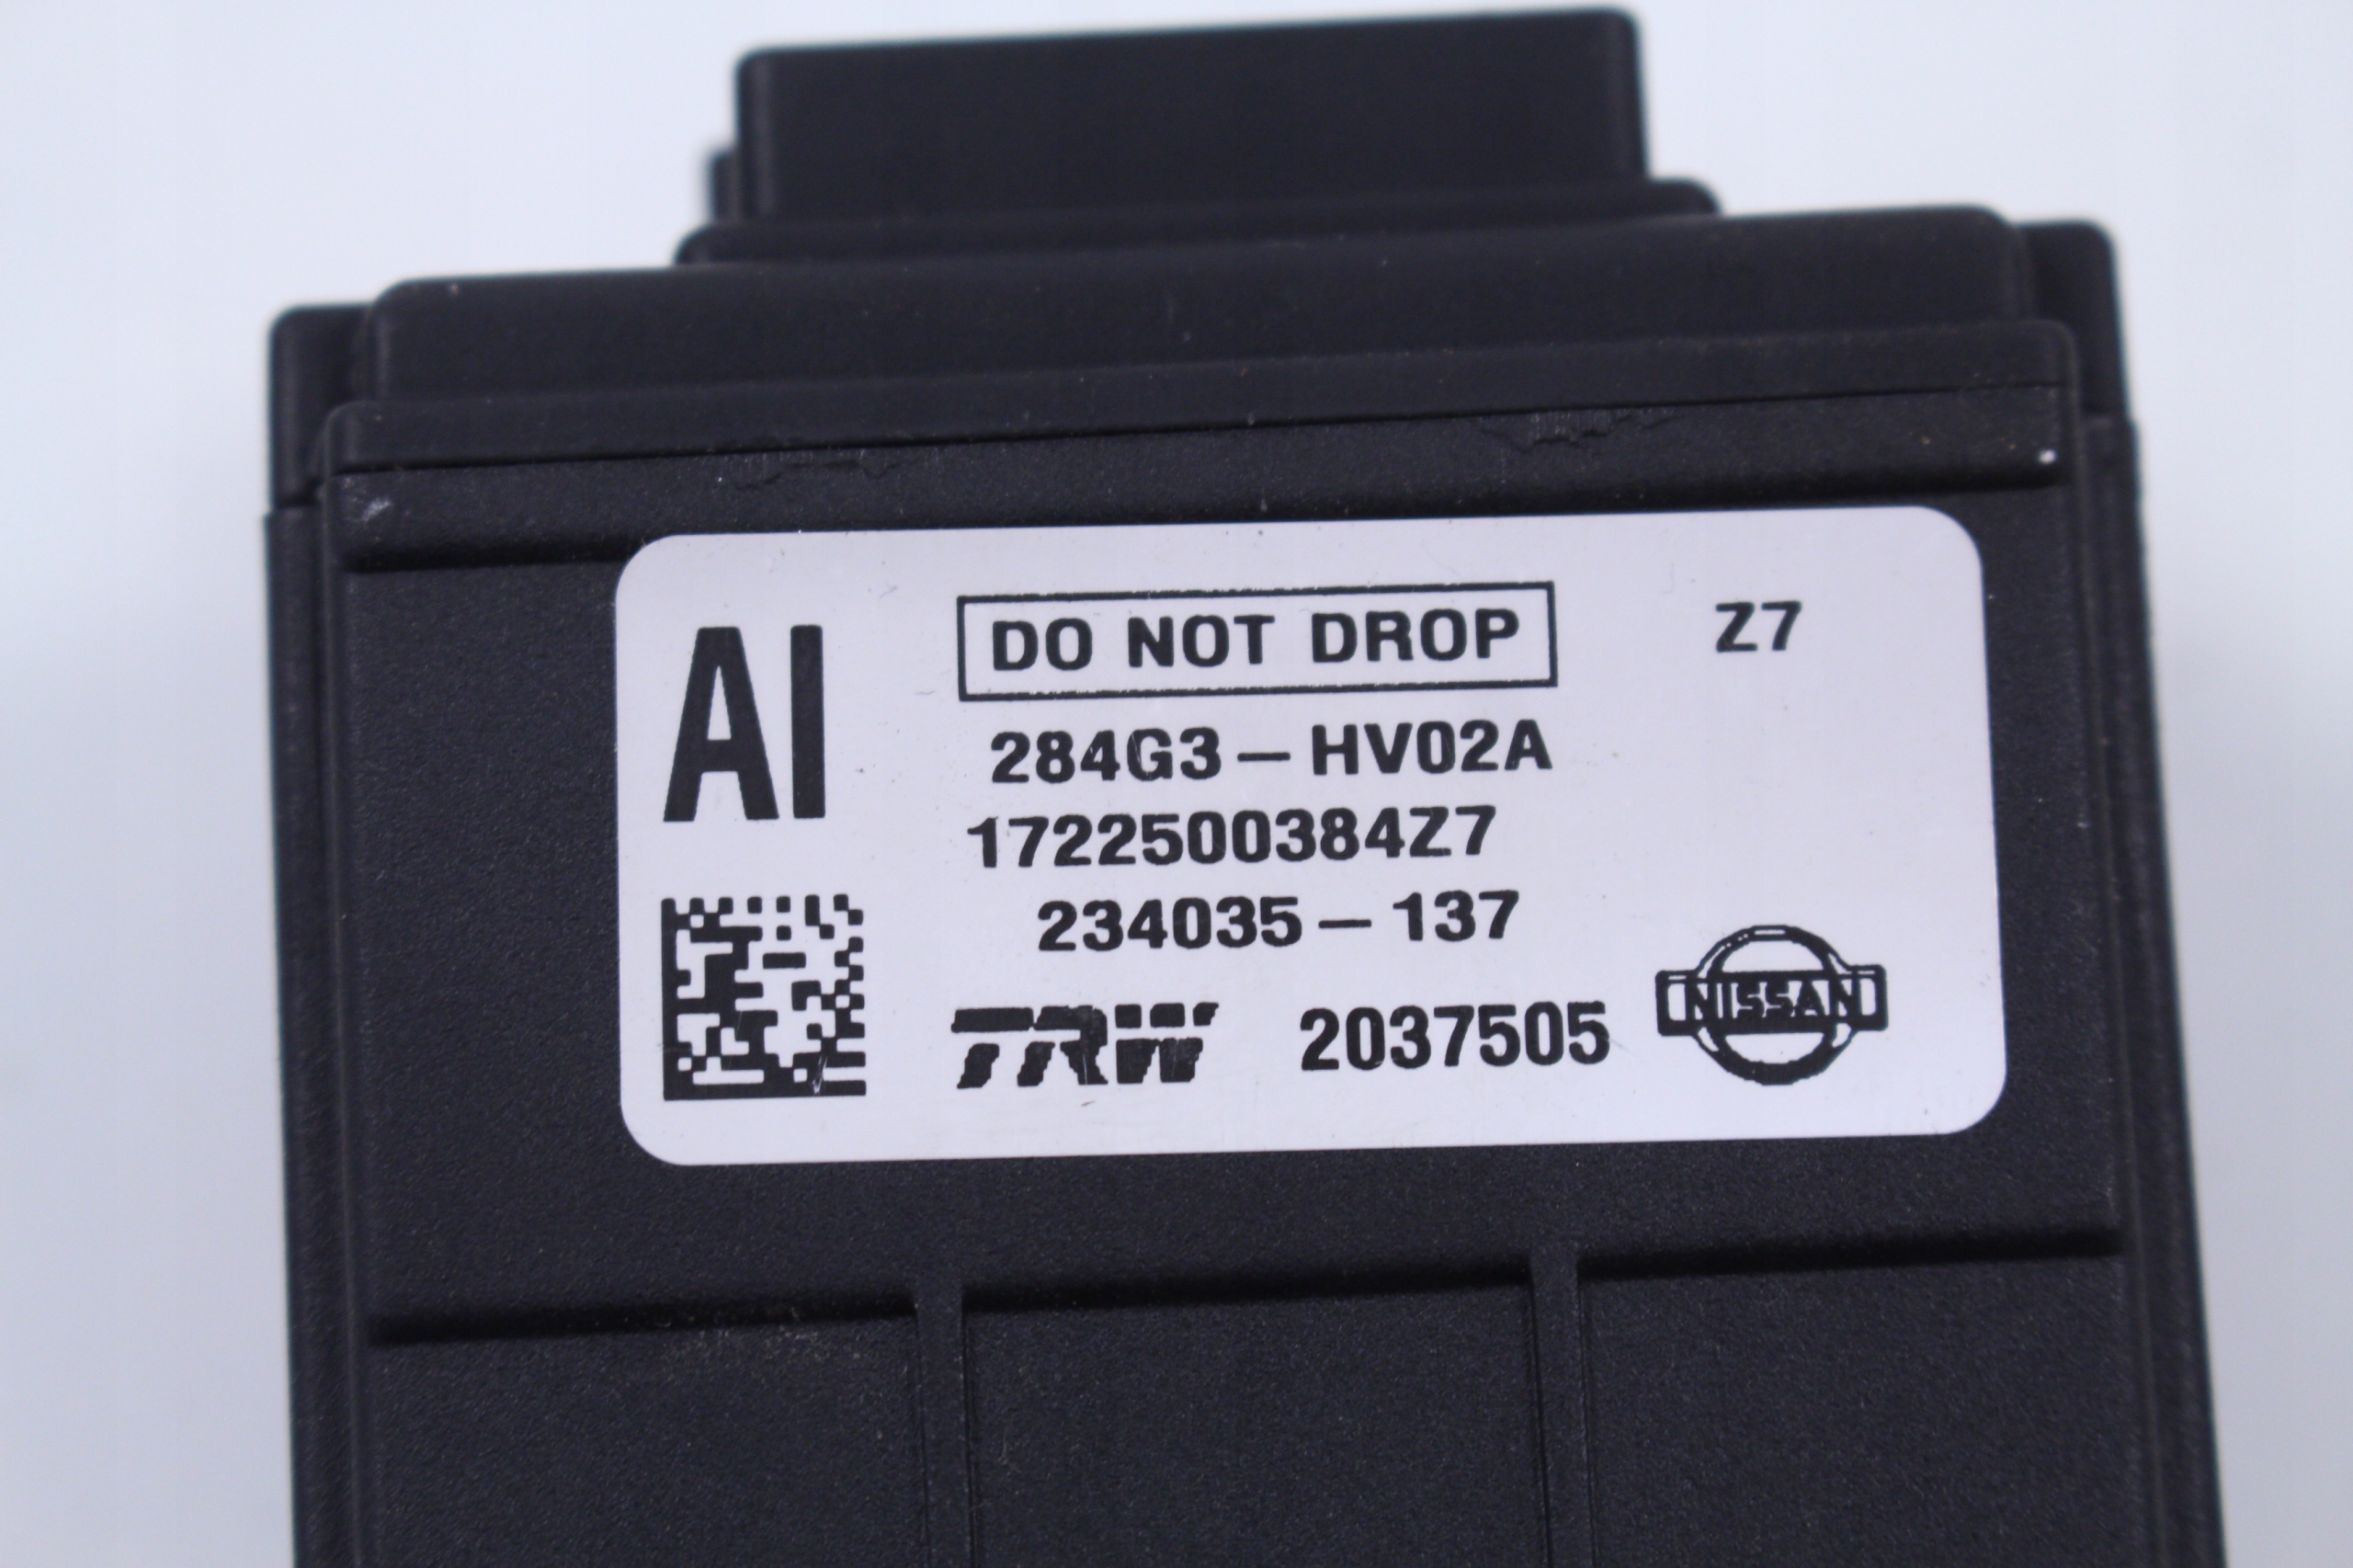 AI
DO NOT DROP
Z7
284G3-HV02A
1722500384Z7
234035-137
TRW 2037505 NISSAN